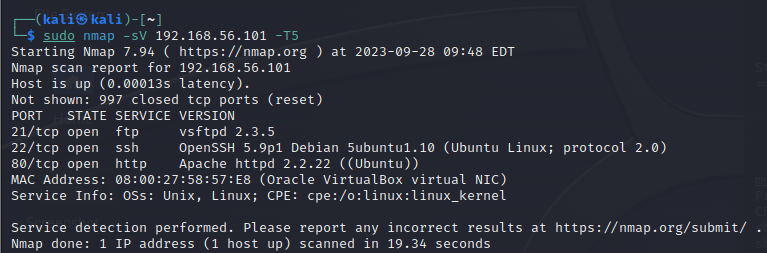 ┌──(kali㉿kali)-[~]
└─$ sudo nmap -sV 192.168.56.101 -T5
Starting Nmap 7.94 ( https://nmap.org ) at 2023-09-28 09:48 EDT
Nmap scan report for 192.168.56.101
Host is up (0.00013s latency).
Not shown: 997 closed tcp ports (reset)
PORT   STATE SERVICE VERSION
21/tcp open  ftp     vsftpd 2.3.5
22/tcp open  ssh     OpenSSH 5.9p1 Debian 5ubuntu1.10 (Ubuntu Linux; protocol 2.0)
80/tcp open  http    Apache httpd 2.2.22 ((Ubuntu))
MAC Address: 08:00:27:58:57:E8 (Oracle VirtualBox virtual NIC)
Service Info: OSs: Unix, Linux; CPE: cpe:/o:linux:linux_kernel

Service detection performed. Please report any incorrect results at https://nmap.org/submit/ .
Nmap done: 1 IP address (1 host up) scanned in 19.34 seconds